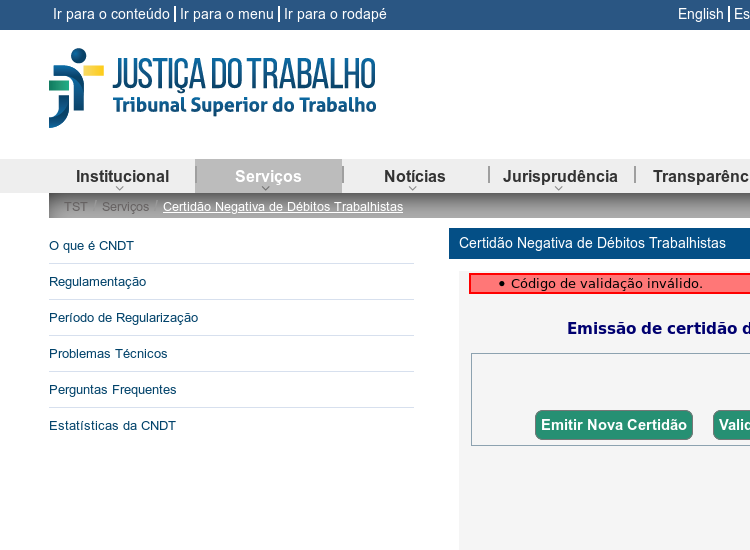 Ir para o conteúdo Ir para o menu Ir para o rodapé English Es
JUSTIÇA DO TRABALHO
Tribunal Superior do Trabalho
Institucional Serviços Notícias Jurisprudência Transparênc
TST / Serviços / Certidão Negativa de Débitos Trabalhistas
O que é CNDT
Regulamentação
Período de Regularização
Problemas Técnicos
Perguntas Frequentes
Estatísticas da CNDT
Certidão Negativa de Débitos Trabalhistas
• Código de validação inválido.
Emissão de certidão d
Emitir Nova Certidão Valid